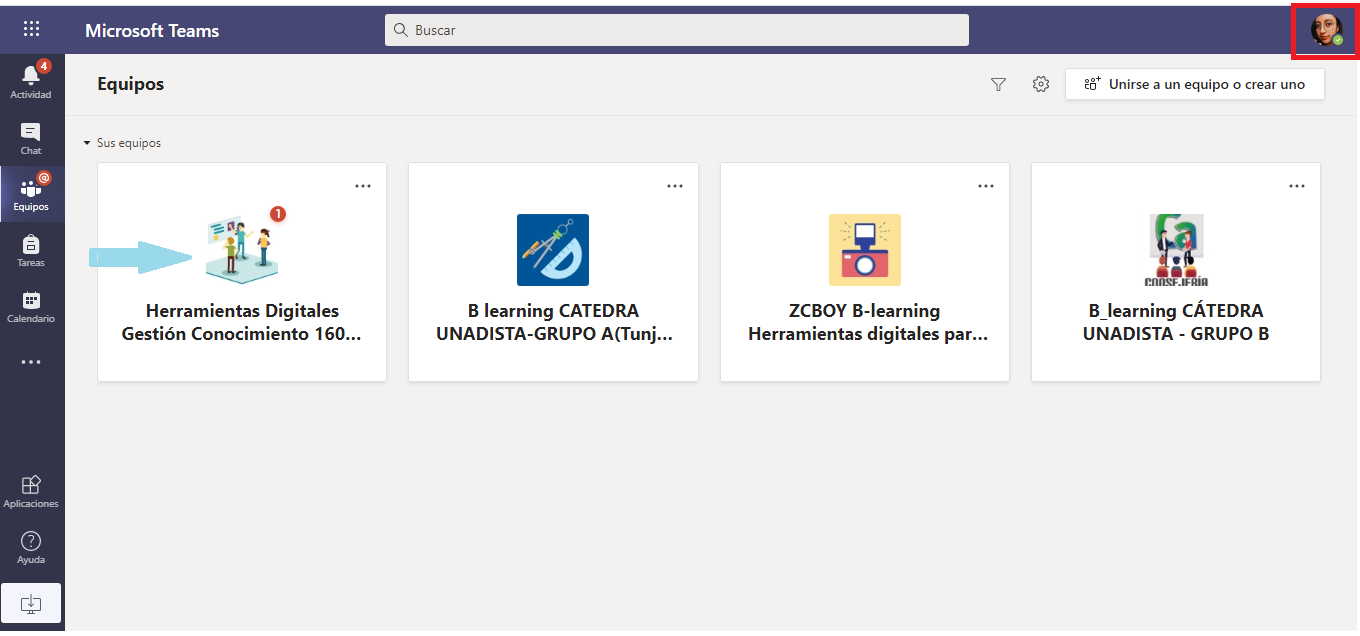 Microsoft Teams
Buscar
4
Actividad
Chat
@
Equipos
Tareas
Calendario
Aplicaciones
Ayuda
Equipos
Unirse a un equipo o crear uno
Sus equipos
1
Herramientas Digitales
Gestión Conocimiento 160...
B learning CATEDRA
UNADISTA-GRUPO A(Tunj...
ZCBOY B-learning
Herramientas digitales par...
Ca
CONSEJERÍA
B_learning CÁTEDRA
UNADISTA - GRUPO B